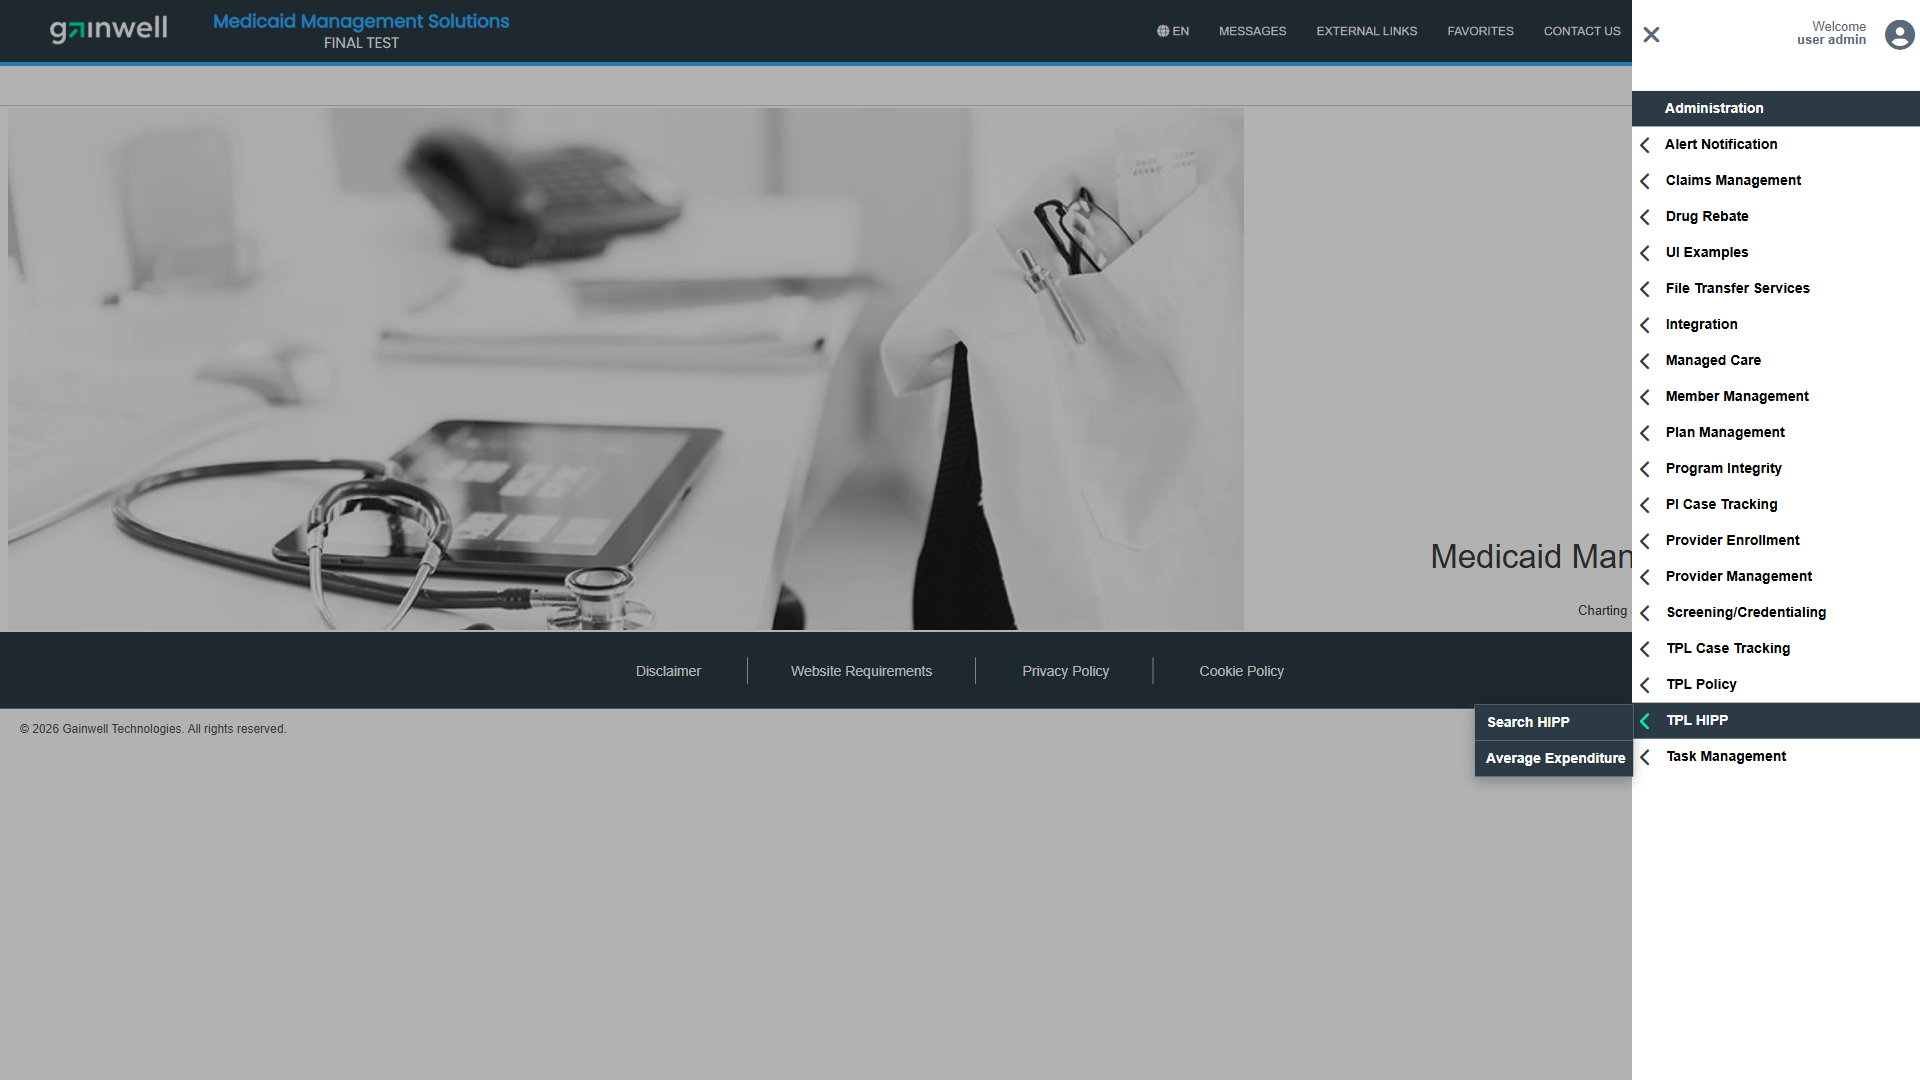 gainwell
Medicaid Management Solutions
FINAL TEST
EN
MESSAGES
EXTERNAL LINKS
FAVORITES
CONTACT US
Welcome
user admin
Administration
Alert Notification
Claims Management
Drug Rebate
UI Examples
File Transfer Services
Integration
Managed Care
Member Management
Plan Management
Program Integrity
PI Case Tracking
Provider Enrollment
Provider Management
Screening/Credentialing
TPL Case Tracking
TPL Policy
TPL HIPP
Task Management
Search HIPP
Average Expenditure
Medicaid Man
Charting
Disclaimer
Website Requirements
Privacy Policy
Cookie Policy
© 2026 Gainwell Technologies. All rights reserved.